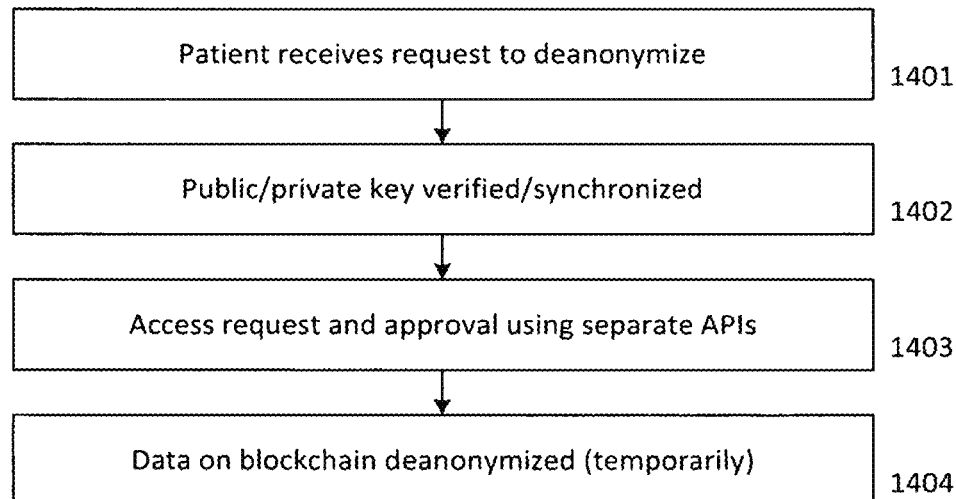 Patient receives request to deanonymize
1401
Public/private key verified/synchronized
1402
Access request and approval using separate APIs
1403
Data on blockchain deanonymized (temporarily)
1404